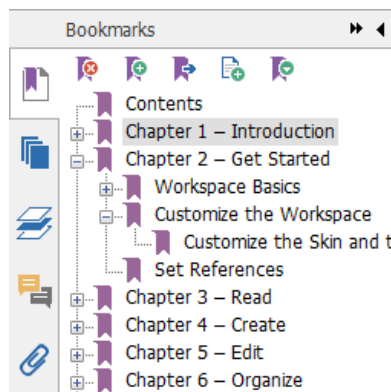 Bookmarks
Contents
Chapter 1 – Introduction
Chapter 2 – Get Started
Workspace Basics
Customize the Workspace
Customize the Skin and
Set References
Chapter 3 – Read
Chapter 4 – Create
Chapter 5 – Edit
Chapter 6 – Organize